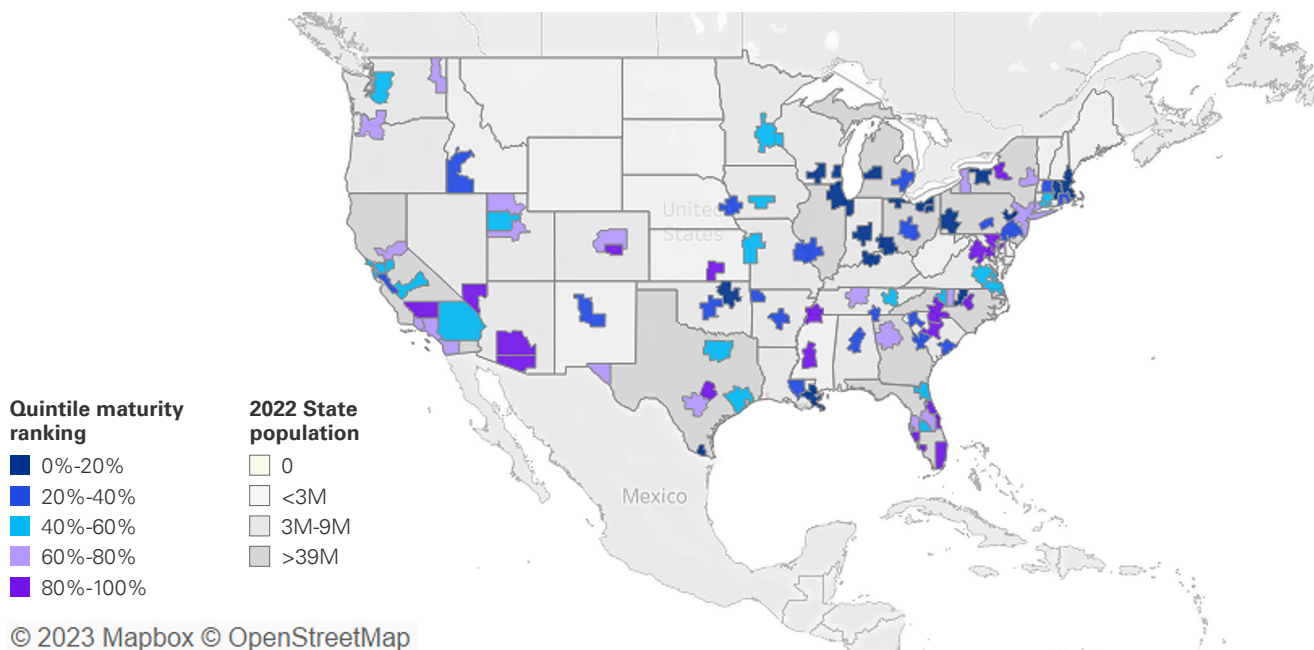 United
States
Mexico
Quintile maturity
ranking
0%-20%
20%-40%
40%-60%
60%-80%
80%-100%
2022 State
population
0
<3M
3M-9M
>39M
© 2023 Mapbox © OpenStreetMap